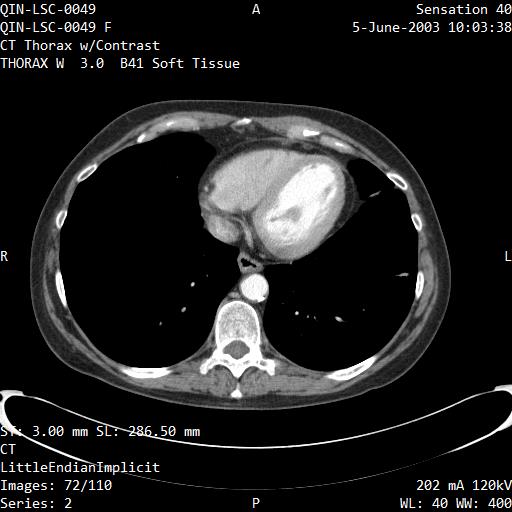 QIN-LSC-0049
A
Sensation 40
QIN-LSC-0049 F
5-June-2003 10:03:38
CT Thorax w/Contrast
THORAX W 3.0 B41 Soft Tissue
R
L
ST: 3.00 mm SL: 286.50 mm
CT
LittleEndianImplicit
Images: 72/110
202 mA 120kV
Series: 2
P
WL: 40 WW: 400